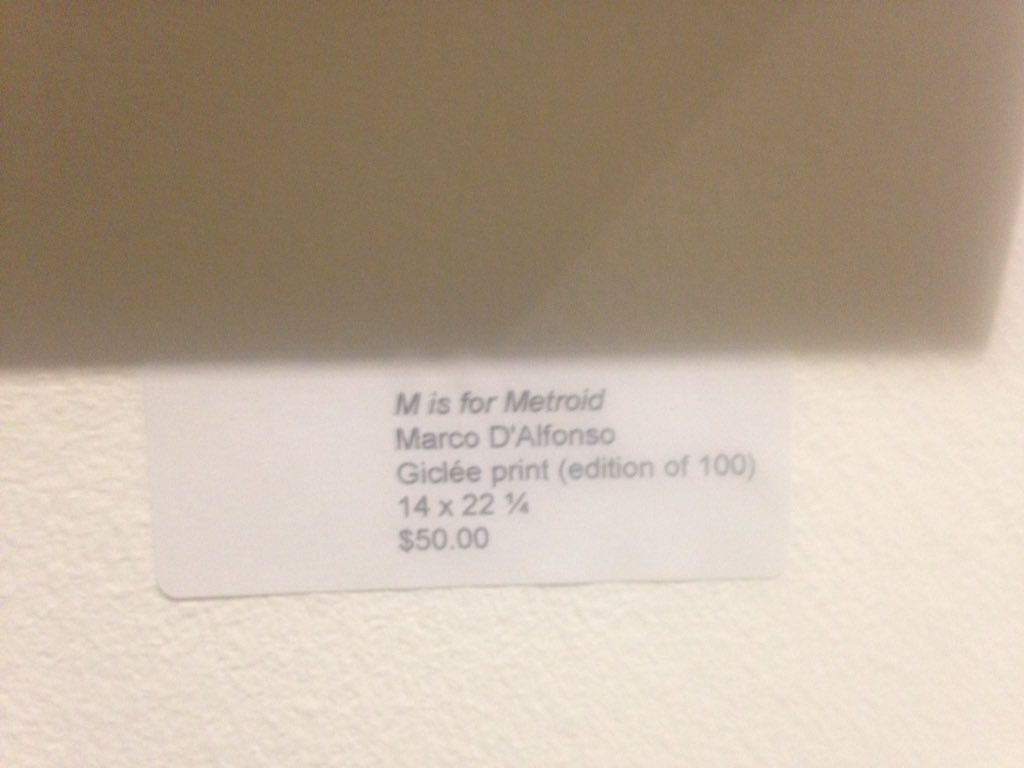 M is for Metroid
Marco D'Alfonso
Giclée print (edition of 100)
14 x 22 ¼
$50.00